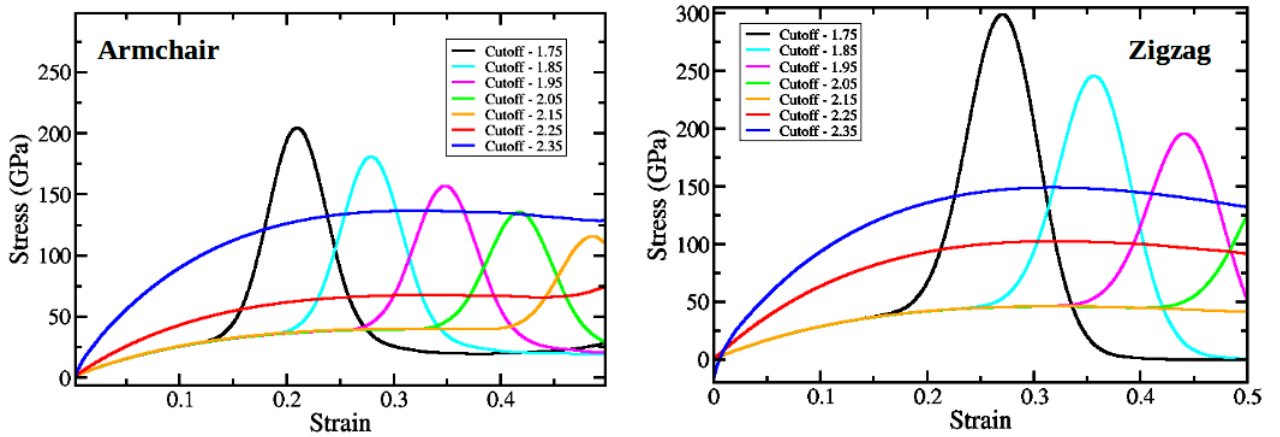 Armchair
Cutoff - 1.75
Cutoff - 1.85
Cutoff - 1.95
Cutoff - 2.05
Cutoff - 2.15
Cutoff - 2.25
Cutoff - 2.35
250
200
150
100
50
0
Stress (GPa)
0.1
0.2
0.3
0.4
Strain
Zigzag
Cutoff - 1.75
Cutoff - 1.85
Cutoff - 1.95
Cutoff - 2.05
Cutoff - 2.15
Cutoff - 2.25
Cutoff - 2.35
300
250
200
150
100
50
0
Stress (GPa)
0
0.1
0.2
0.3
0.4
0.5
Strain